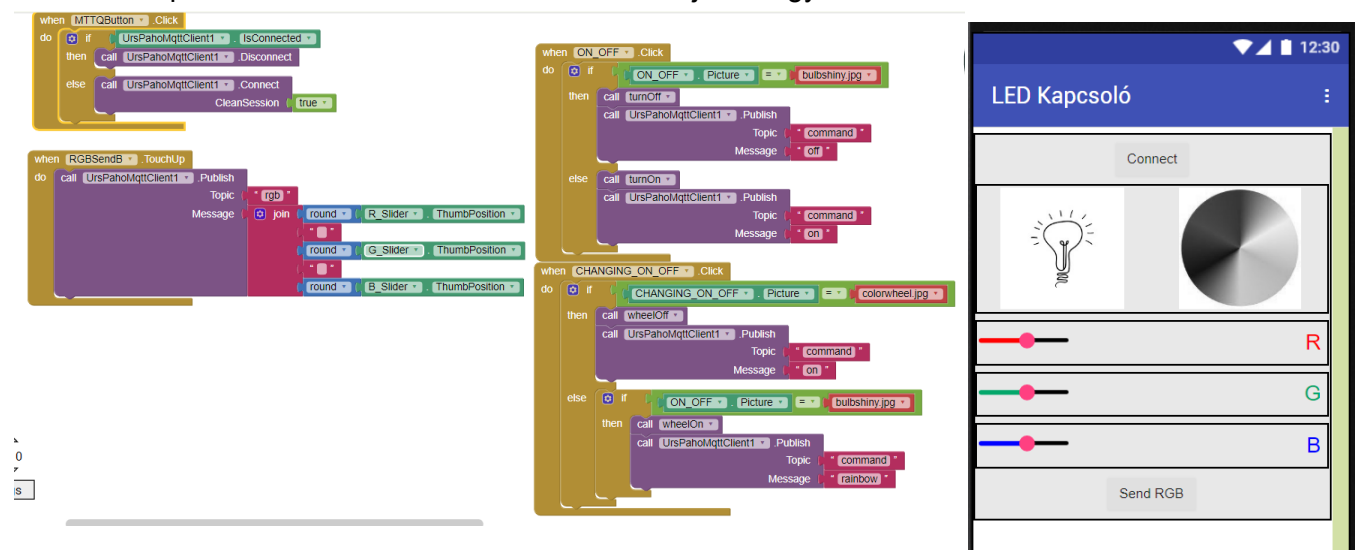 when MTTQButton .Click
do if UrsPahoMqttClient1 . IsConnected
then call UrsPahoMqttClient1 .Disconnect
else call UrsPahoMqttClient1 .Connect
CleanSession true
when RGBSendB .TouchUp
do call UrsPahoMqttClient1 .Publish
Topic " rgb "
Message join round R_Slider . ThumbPosition
" "
round G_Slider . ThumbPosition
" "
round B_Slider . ThumbPosition
0
gs
when ON_OFF .Click
do if ON_OFF . Picture = bulbshiny.jpg
then call turnOff
call UrsPahoMqttClient1 .Publish
Topic " command "
Message " off "
else call turnOn
call UrsPahoMqttClient1 .Publish
Topic " command "
Message " on "
when CHANGING_ON_OFF .Click
do if CHANGING_ON_OFF . Picture = colorwheel.jpg
then call wheelOff
call UrsPahoMqttClient1 .Publish
Topic " command "
Message " on "
else if ON_OFF . Picture = bulbshiny.jpg
then call wheelOn
call UrsPahoMqttClient1 .Publish
Topic " command "
Message " rainbow "
12:30
LED Kapcsoló
Connect
R
G
B
Send RGB